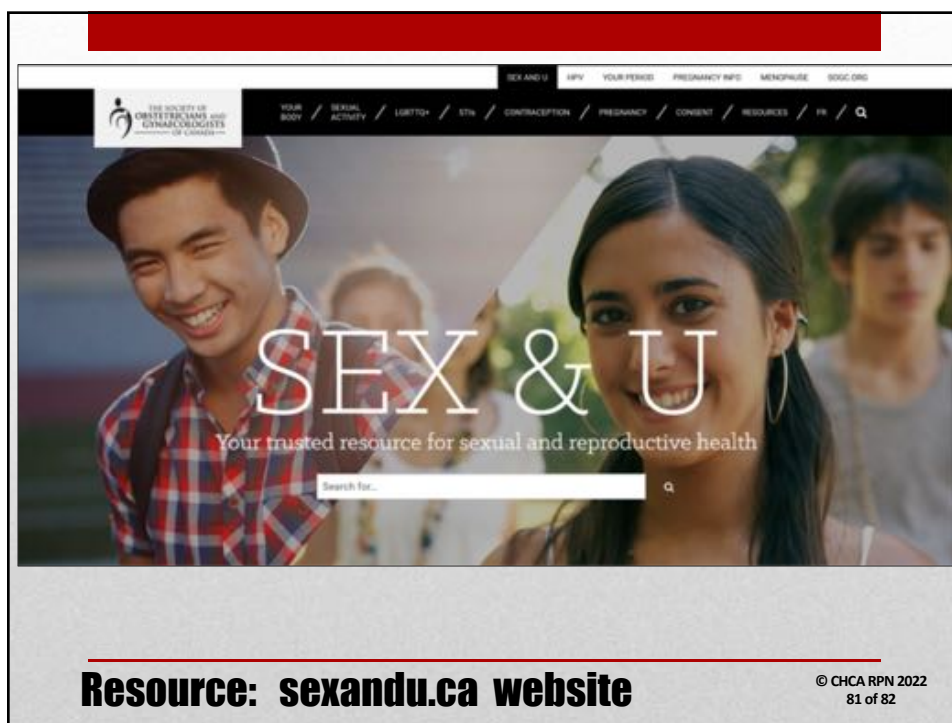 SEX AND U HPV YOUR PERIOD PREGNANCY INFO MENOPAUSE SOGC.ORG
THE SOCIETY OF
OBSTETRICIANS AND
GYNAECOLOGISTS
OF CANADA
YOUR
BODY / SEXUAL
ACTIVITY / LGBTTQ+ / STIs / CONTRACEPTION / PREGNANCY / CONSENT / RESOURCES / FR /
SEX & U
Your trusted resource for sexual and reproductive health
Search for...
Resource: sexandu.ca website
© CHCA RPN 2022
81 of 82